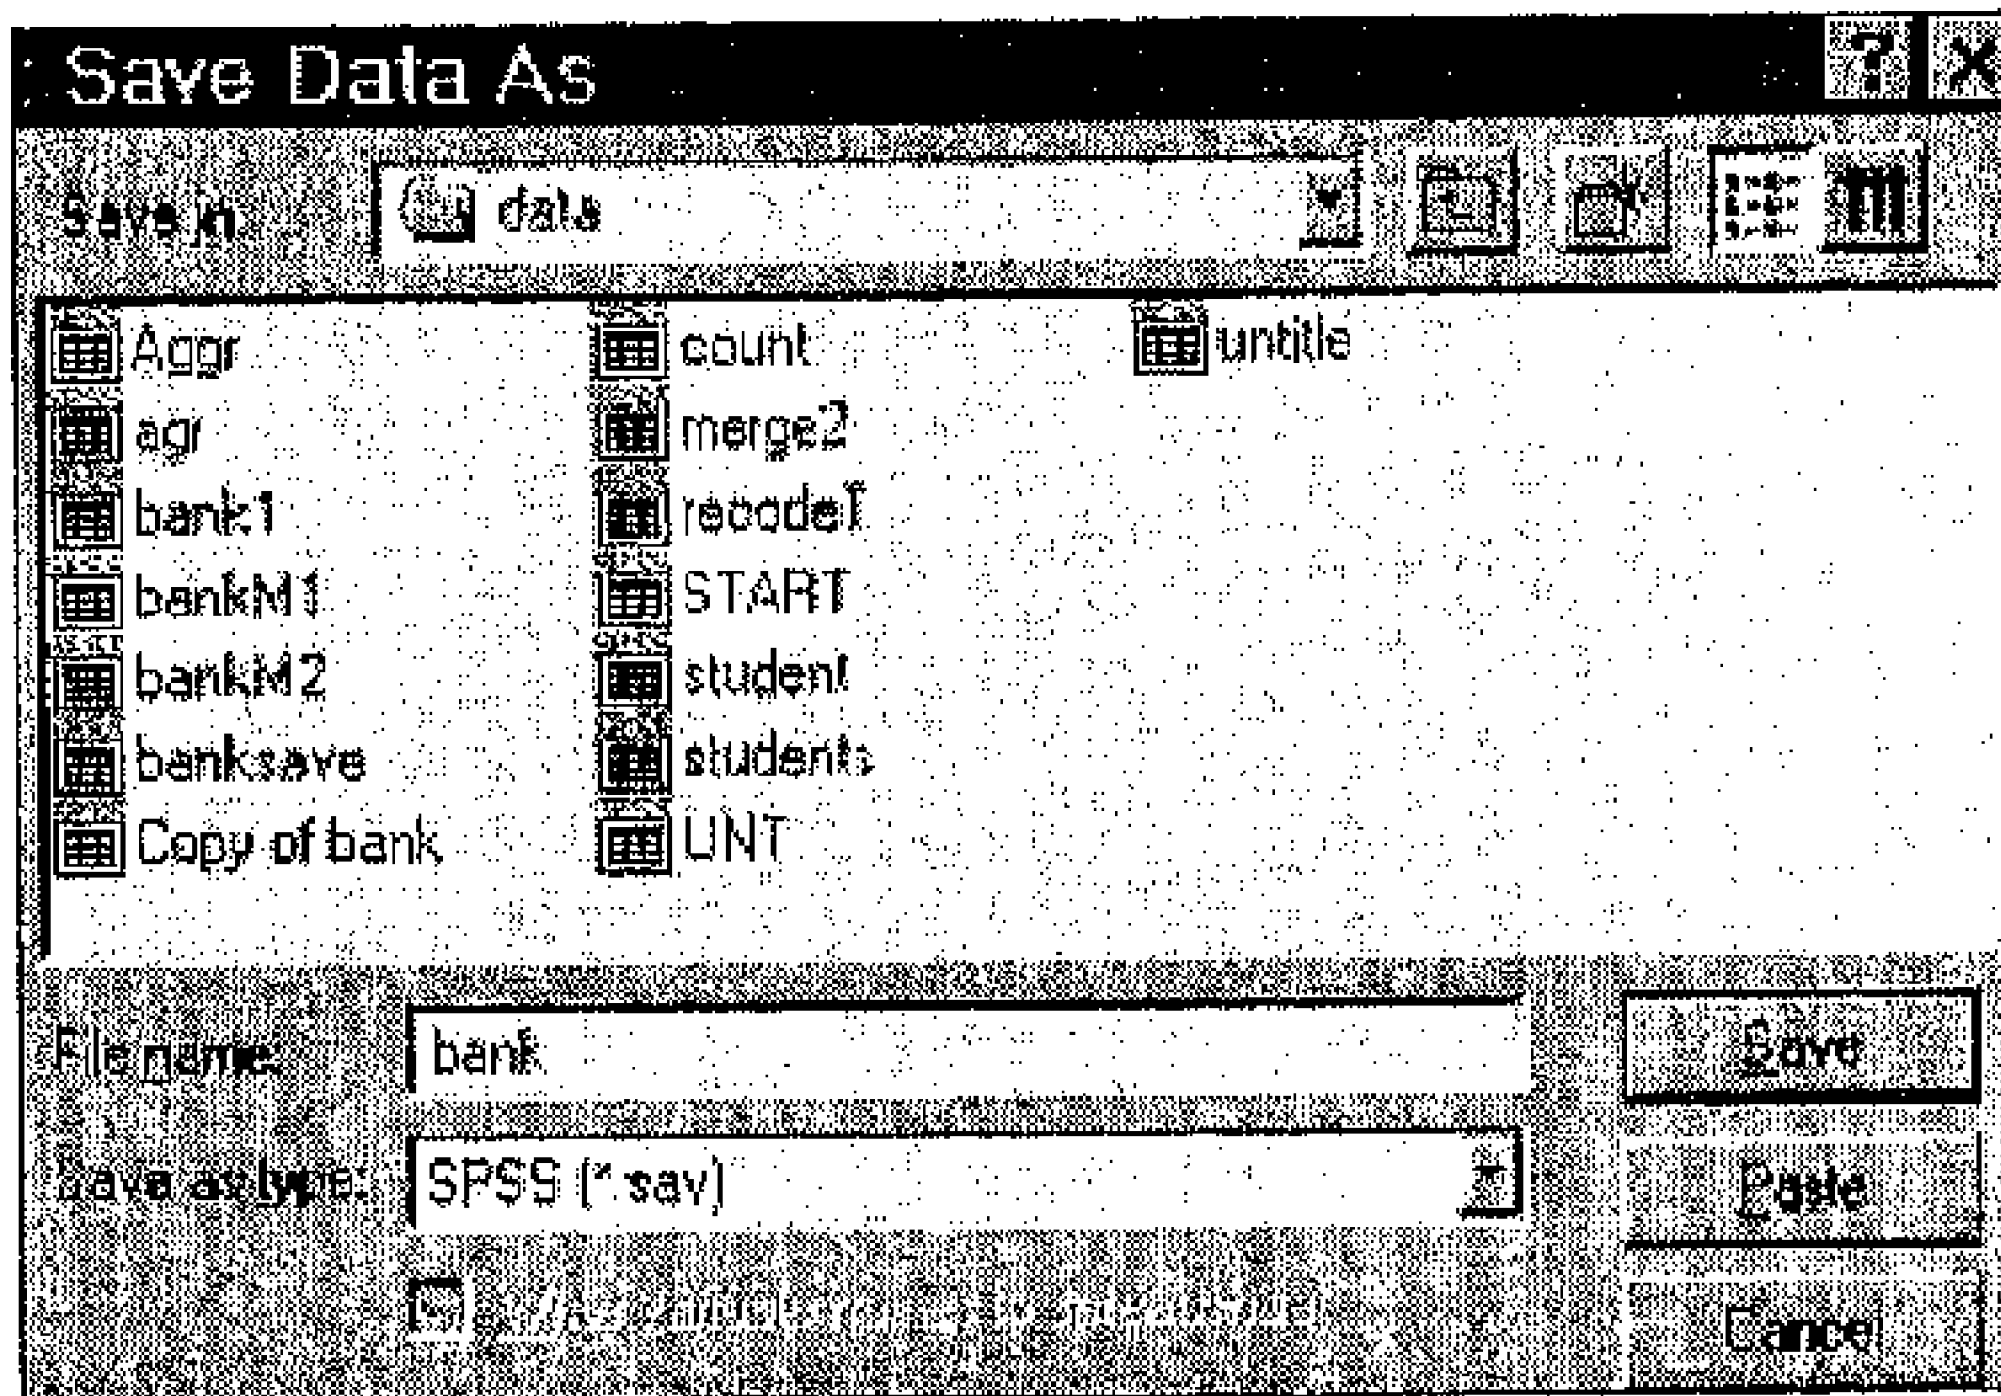 Save Data As
Save in:
data
Aggr
agr
bank1
bankM1
bankM2
banksave
Copy of bank
count
merge2
recode1
START
student
students
UNT
untitle
File name:
bank
Save as type:
SPSS (*.sav)
Save
Paste
Cancel